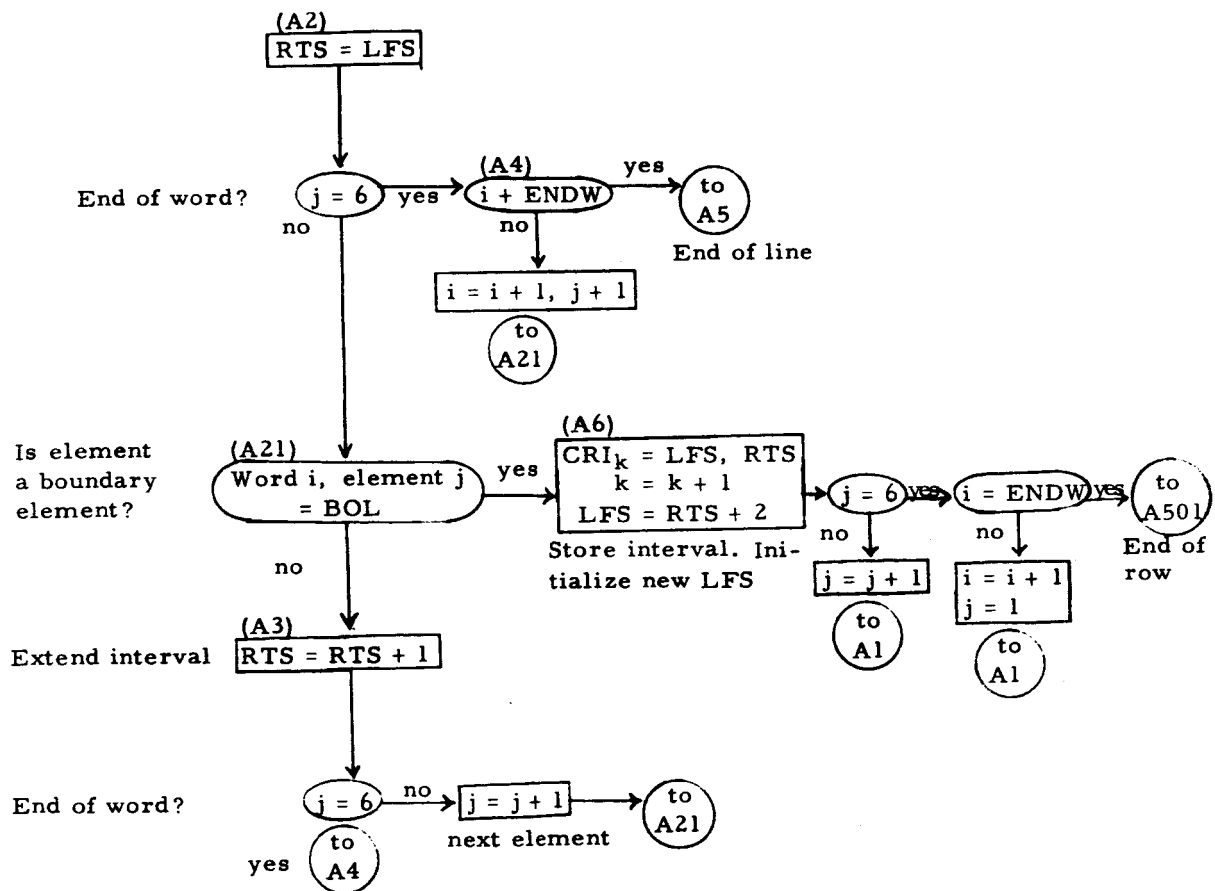 (A2)
RTS = LFS
End of word?
j = 6
yes
(A4)
i + ENDW
yes
to
A5
no
no
End of line
i = i + 1, j + 1
to
A21
Is element
a boundary
element?
(A21)
Word i, element j
= BOL
yes
(A6)
CRIk = LFS, RTS
k = k + 1
LFS = RTS + 2
j = 6
yes
i = ENDW
yes
to
A501
no
no
no
End of
row
Store interval. Ini-
tialize new LFS
j = j + 1
i = i + 1
j = 1
to
A1
to
A1
(A3)
Extend interval
RTS = RTS + 1
End of word?
j = 6
no
j = j + 1
to
A21
next element
yes
to
A4